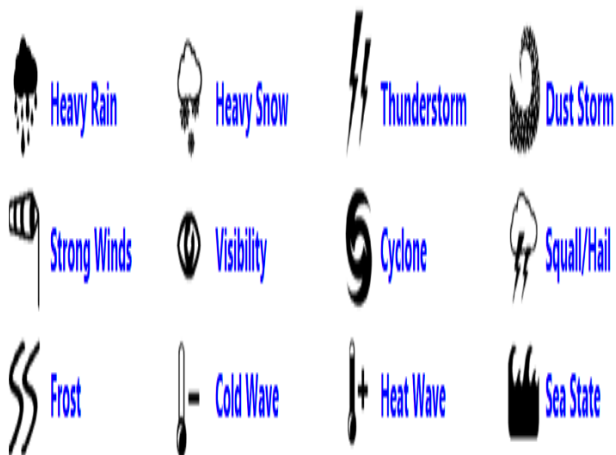 Heavy Rain
Heavy Snow
Thunderstorm
Dust Storm
Strong Winds
Visibility
Cyclone
Squall/Hail
Frost
Cold Wave
Heat Wave
Sea State